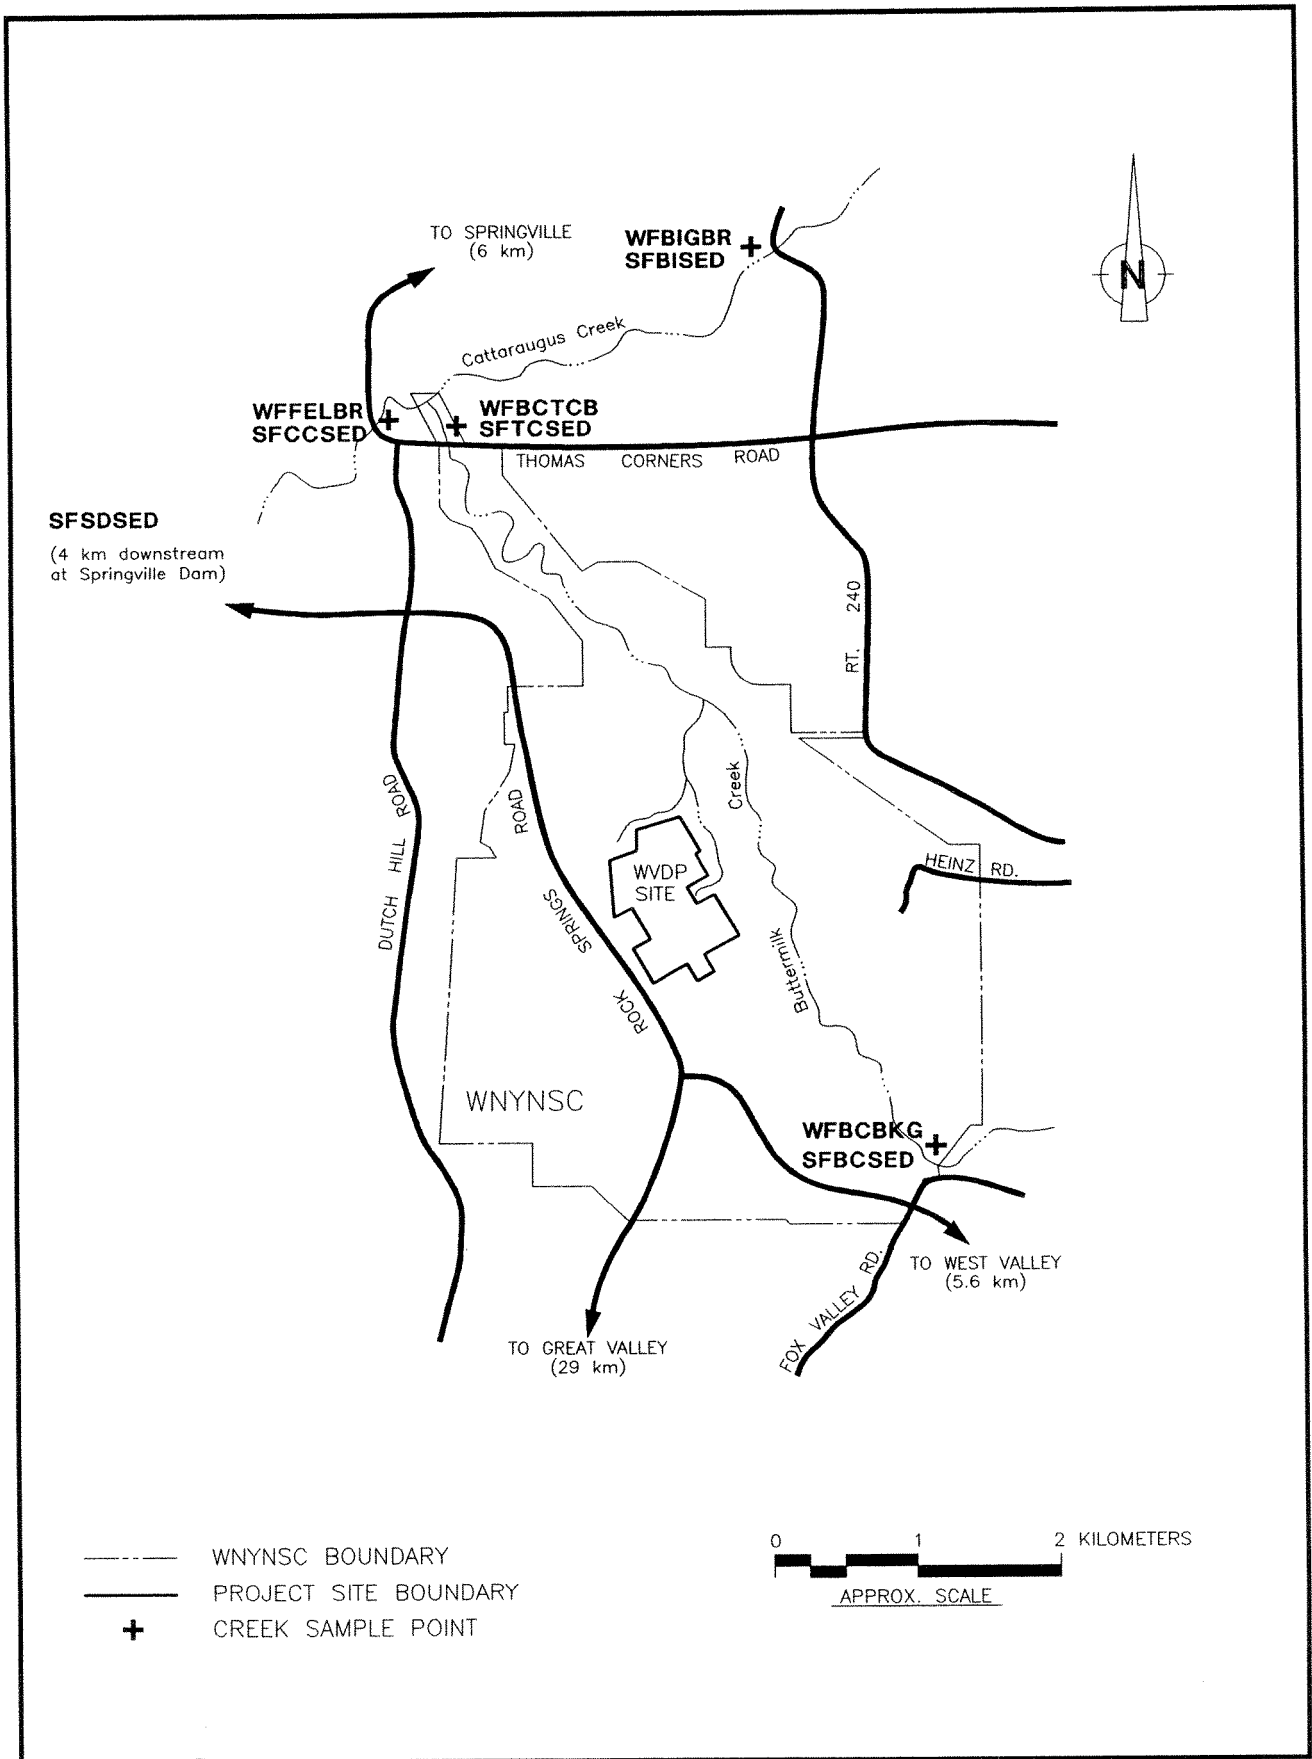 TO SPRINGVILLE
(6 km)
WFBIGBR
SFBISED
N
Cattaraugus Creek
WFFELBR
SFCCSED
WFBCTCB
SFTCSED
THOMAS CORNERS ROAD
SFSDSED
(4 km downstream
at Springville Dam)
RT. 240
DUTCH HILL ROAD
ROCK SPRINGS ROAD
Buttermilk Creek
HEINZ RD.
WVDP
SITE
WNYNSC
WFBCBKG
SFBCSED
TO WEST VALLEY
(5.6 km)
FOX VALLEY RD.
TO GREAT VALLEY
(29 km)
WNYNSC BOUNDARY
PROJECT SITE BOUNDARY
CREEK SAMPLE POINT
0 1 2 KILOMETERS
APPROX. SCALE